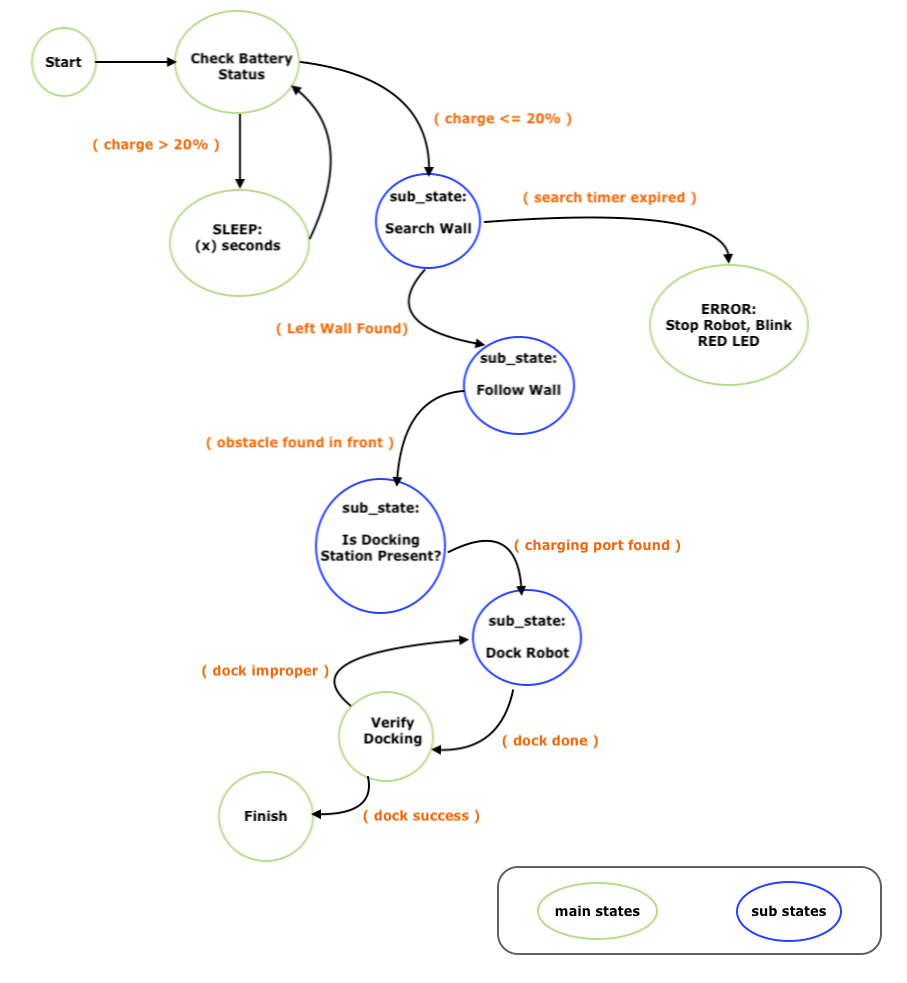 Start
Check Battery
Status
( charge > 20% )
( charge <= 20% )
SLEEP:
(x) seconds
sub_state:
Search Wall
( search timer expired )
ERROR:
Stop Robot, Blink
RED LED
( Left Wall Found)
sub_state:
Follow Wall
( obstacle found in front )
sub_state:
Is Docking
Station Present?
( charging port found )
sub_state:
Dock Robot
( dock improper )
Verify
Docking
( dock done )
Finish
( dock success )
main states
sub states